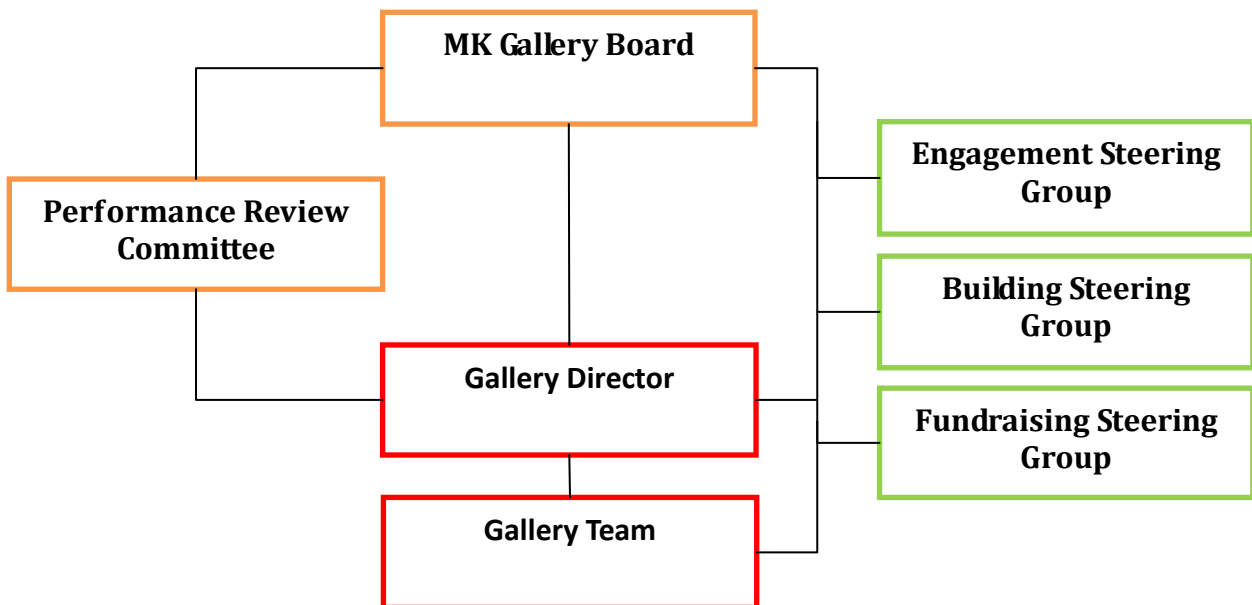 MK Gallery Board
Engagement Steering
Group
Performance Review
Committee
Building Steering
Group
Gallery Director
Fundraising Steering
Group
Gallery Team